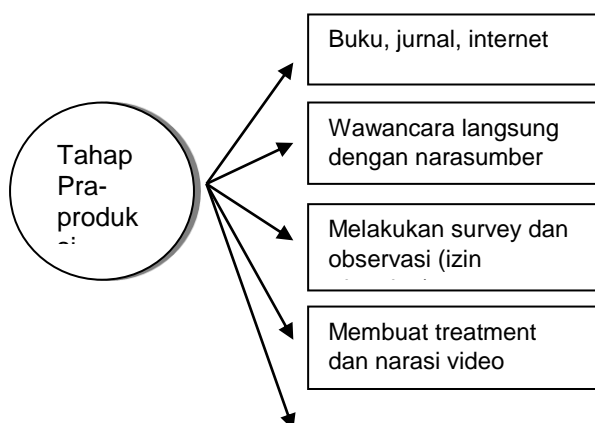 Buku, jurnal, internet
Wawancara langsung
dengan narasumber
Tahap
Pra-
produk
Melakukan survey dan
observasi (izin
Membuat treatment
dan narasi video